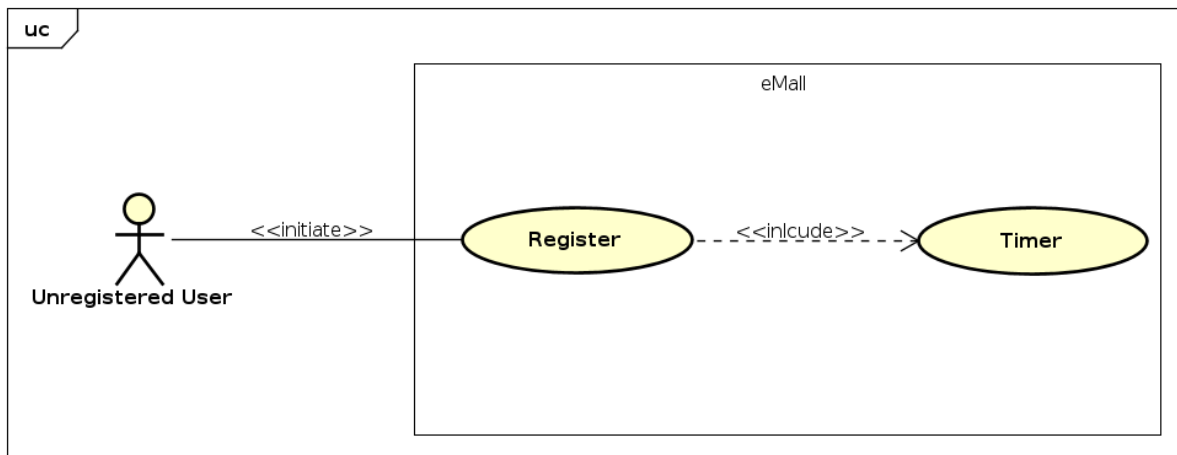 uc
eMall
<<initiate>>
Register
<<inlcude>>
Timer
Unregistered User